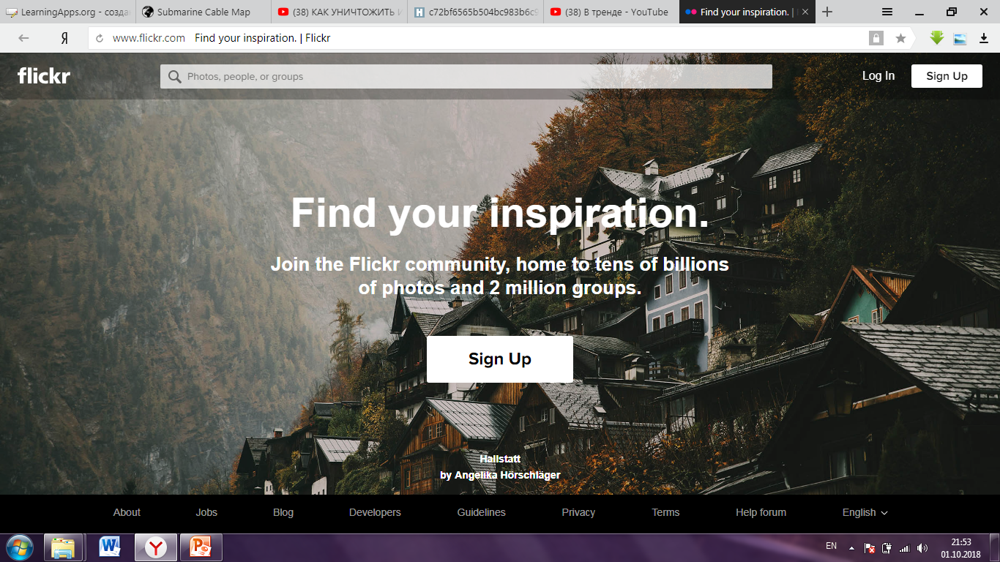 LearningApps.org - созда
Submarine Cable Map
(38) КАК УНИЧТОЖИТЬ И
c72bf6565b504bc983b6c9
(38) В тренде - YouTube
Find your inspiration. |
Я
www.flickr.com Find your inspiration. | Flickr
flickr
Photos, people, or groups
Log In
Sign Up
Find your inspiration.
Join the Flickr community, home to tens of billions
of photos and 2 million groups.
Sign Up
Hallstatt
by Angelika Hörschläger
About Jobs Blog Developers Guidelines Privacy Terms Help forum English
EN
21:53
01.10.2018